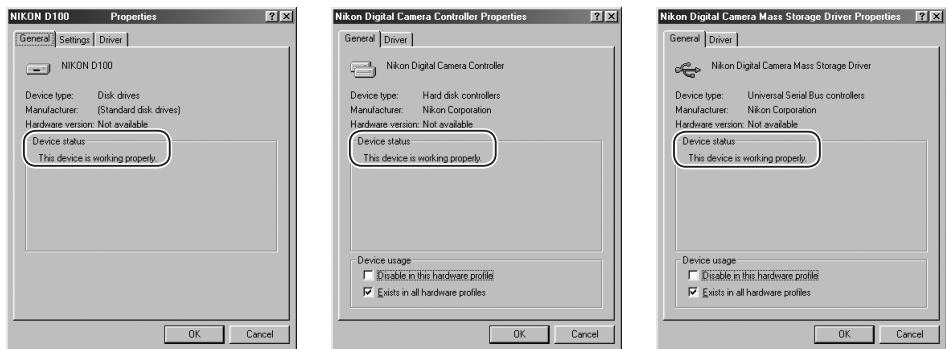 NIKON D100 Properties
General Settings Driver
NIKON D100
Device type: Disk drives
Manufacturer: (Standard disk drives)
Hardware version: Not available
Device status
This device is working properly.
OK Cancel
Nikon Digital Camera Controller Properties
General Driver
Nikon Digital Camera Controller
Device type: Hard disk controllers
Manufacturer: Nikon Corporation
Hardware version: Not available
Device status
This device is working properly.
Device usage
Disable in this hardware profile
Exists in all hardware profiles
OK Cancel
Nikon Digital Camera Mass Storage Driver Properties
General Driver
Nikon Digital Camera Mass Storage Driver
Device type: Universal Serial Bus controllers
Manufacturer: Nikon Corporation
Hardware version: Not available
Device status
This device is working properly.
Device usage
Disable in this hardware profile
Exists in all hardware profiles
OK Cancel